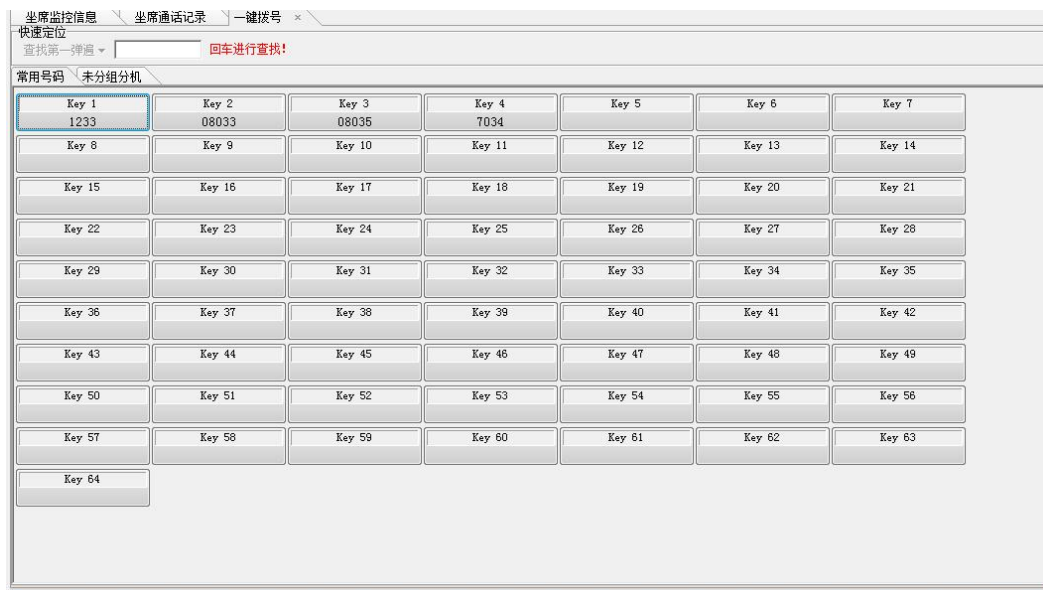 坐席监控信息 坐席通话记录 一键拨号 ×
快速定位
查找第一弹遍 回车进行查找!
常用号码 未分组分机
Key 1 Key 2 Key 3 Key 4 Key 5 Key 6 Key 7
1233 08033 08035 7034
Key 8 Key 9 Key 10 Key 11 Key 12 Key 13 Key 14
Key 15 Key 16 Key 17 Key 18 Key 19 Key 20 Key 21
Key 22 Key 23 Key 24 Key 25 Key 26 Key 27 Key 28
Key 29 Key 30 Key 31 Key 32 Key 33 Key 34 Key 35
Key 36 Key 37 Key 38 Key 39 Key 40 Key 41 Key 42
Key 43 Key 44 Key 45 Key 46 Key 47 Key 48 Key 49
Key 50 Key 51 Key 52 Key 53 Key 54 Key 55 Key 56
Key 57 Key 58 Key 59 Key 60 Key 61 Key 62 Key 63
Key 64